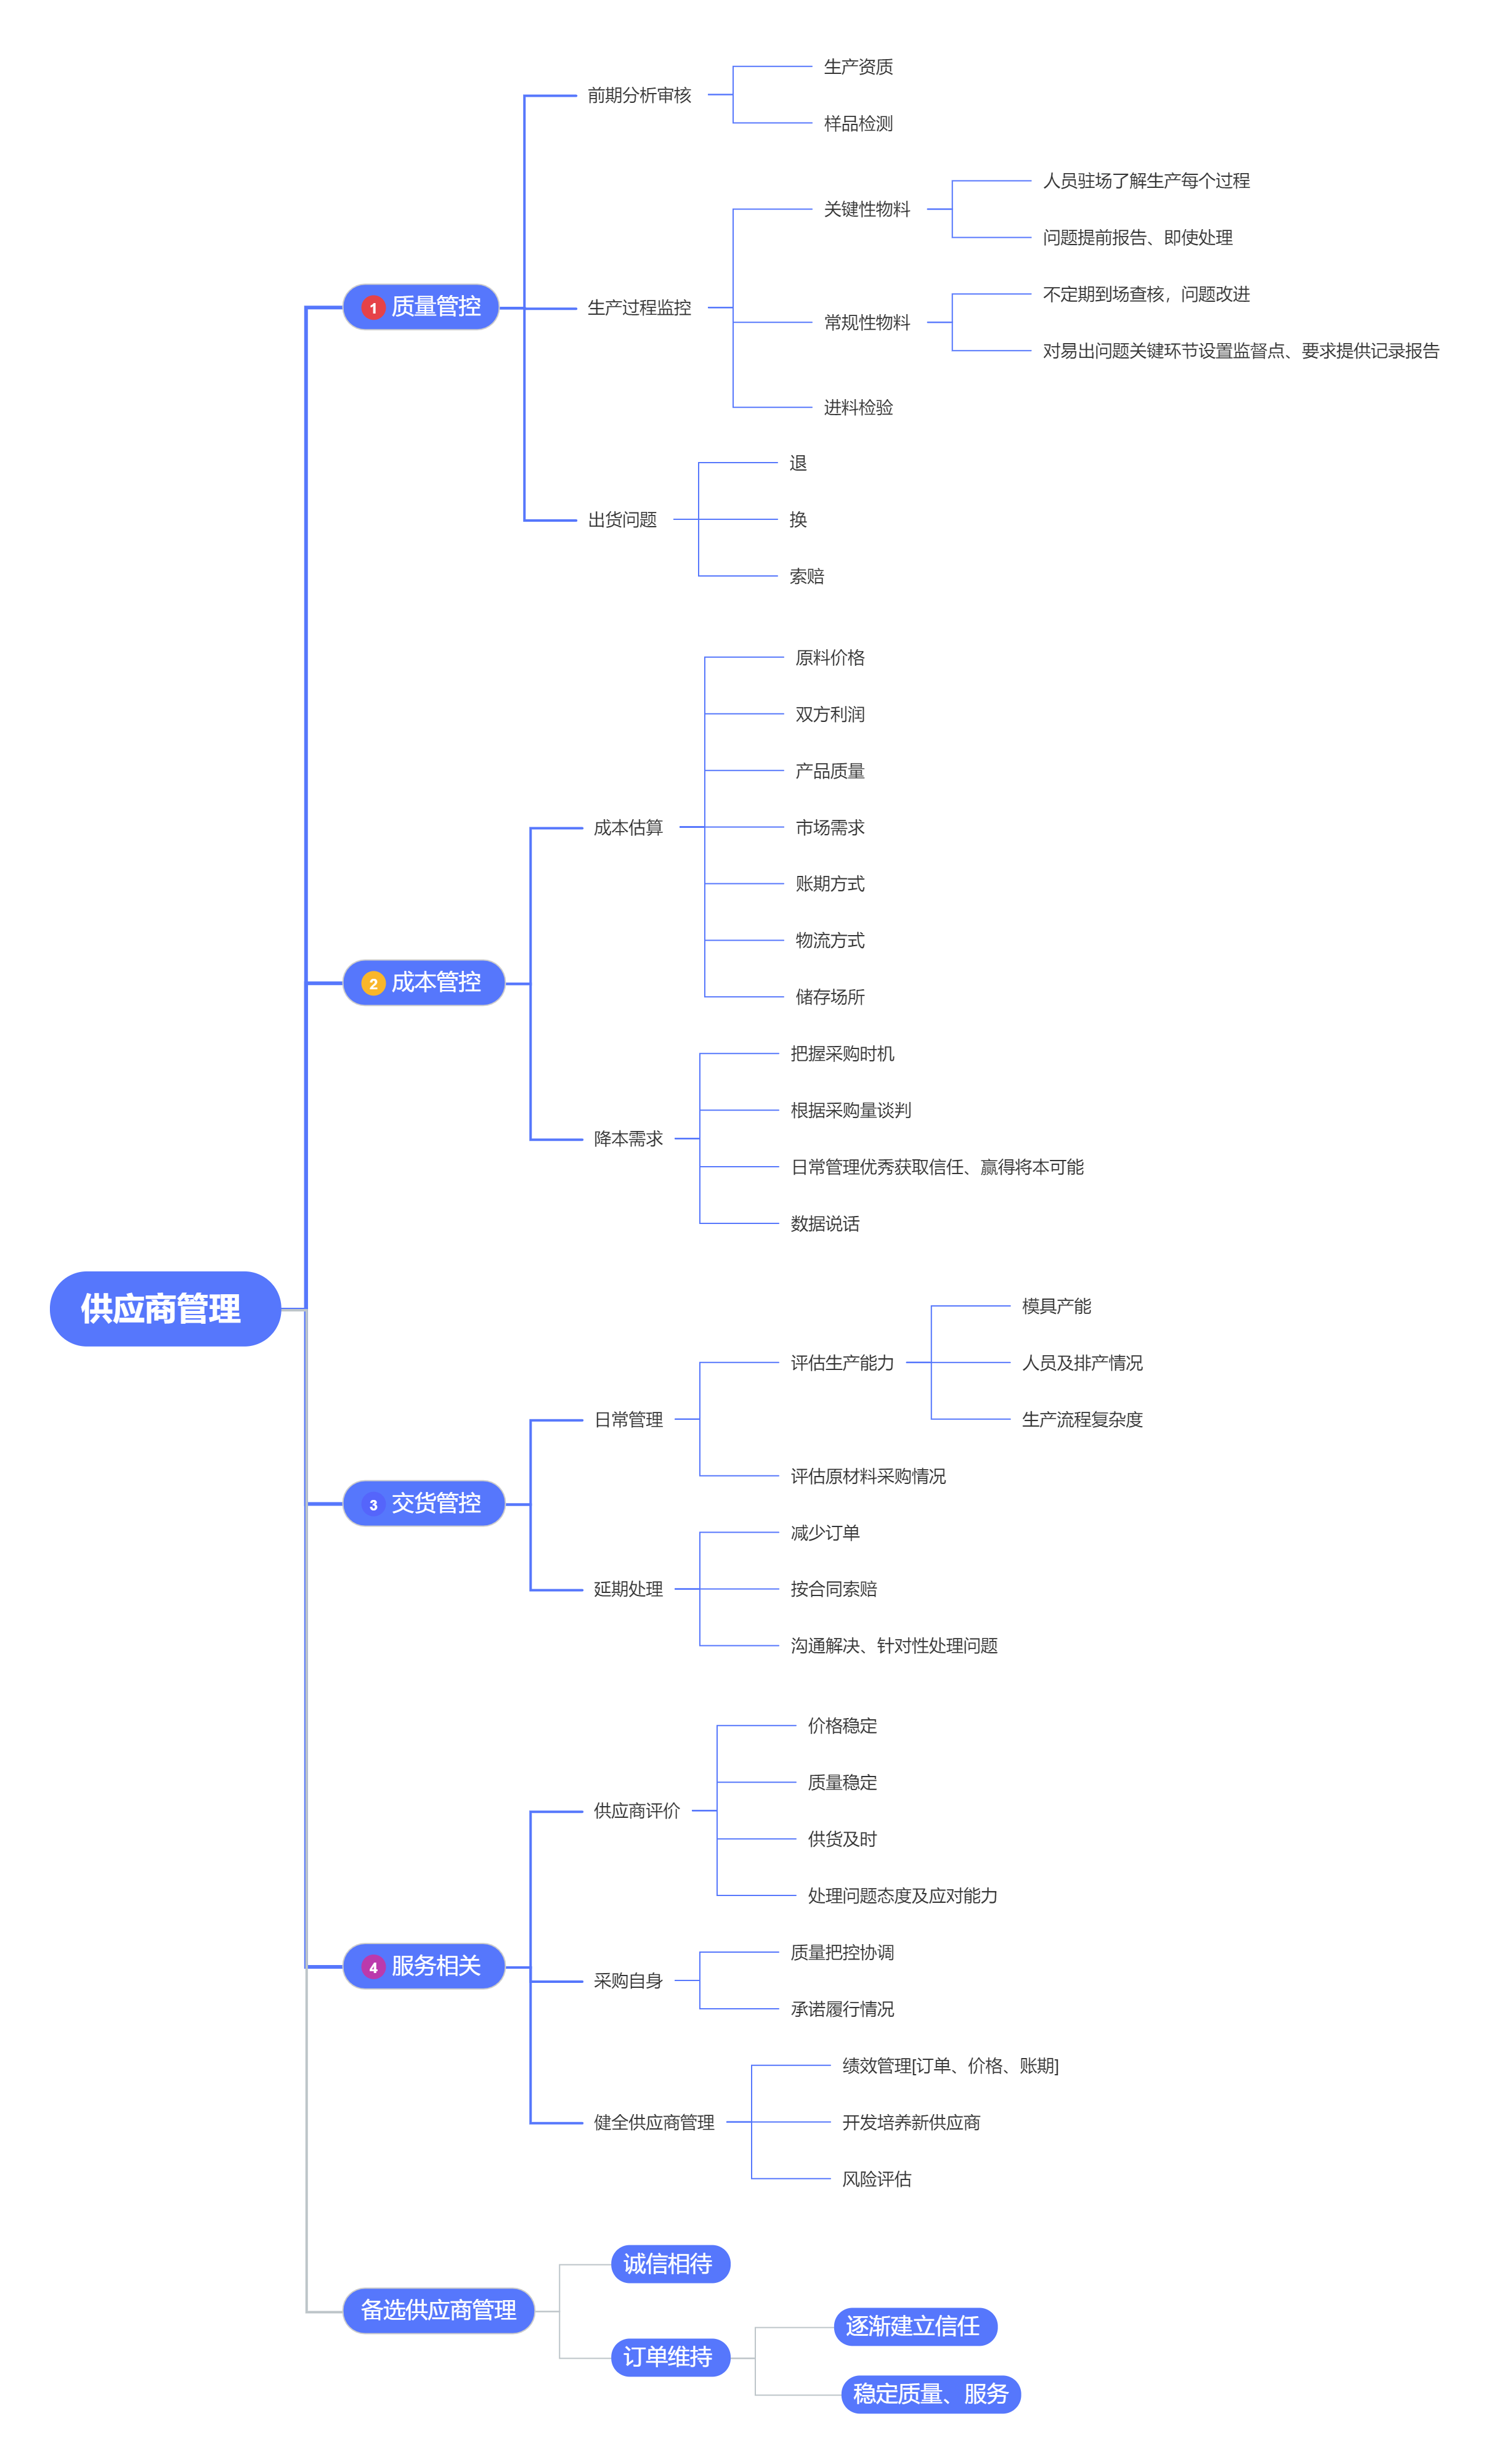 供应商管理
1 质量管控
前期分析审核
生产资质
样品检测
生产过程监控
关键性物料
人员驻场了解生产每个过程
问题提前报告、即使处理
常规性物料
不定期到场查核，问题改进
对易出问题关键环节设置监督点、要求提供记录报告
进料检验
出货问题
退
换
索赔
2 成本管控
成本估算
原料价格
双方利润
产品质量
市场需求
账期方式
物流方式
储存场所
降本需求
把握采购时机
根据采购量谈判
日常管理优秀获取信任、赢得将本可能
数据说话
3 交货管控
日常管理
评估生产能力
模具产能
人员及排产情况
生产流程复杂度
评估原材料采购情况
延期处理
减少订单
按合同索赔
沟通解决、针对性处理问题
4 服务相关
供应商评价
价格稳定
质量稳定
供货及时
处理问题态度及应对能力
采购自身
质量把控协调
承诺履行情况
健全供应商管理
绩效管理[订单、价格、账期]
开发培养新供应商
风险评估
备选供应商管理
诚信相待
订单维持
逐渐建立信任
稳定质量、服务